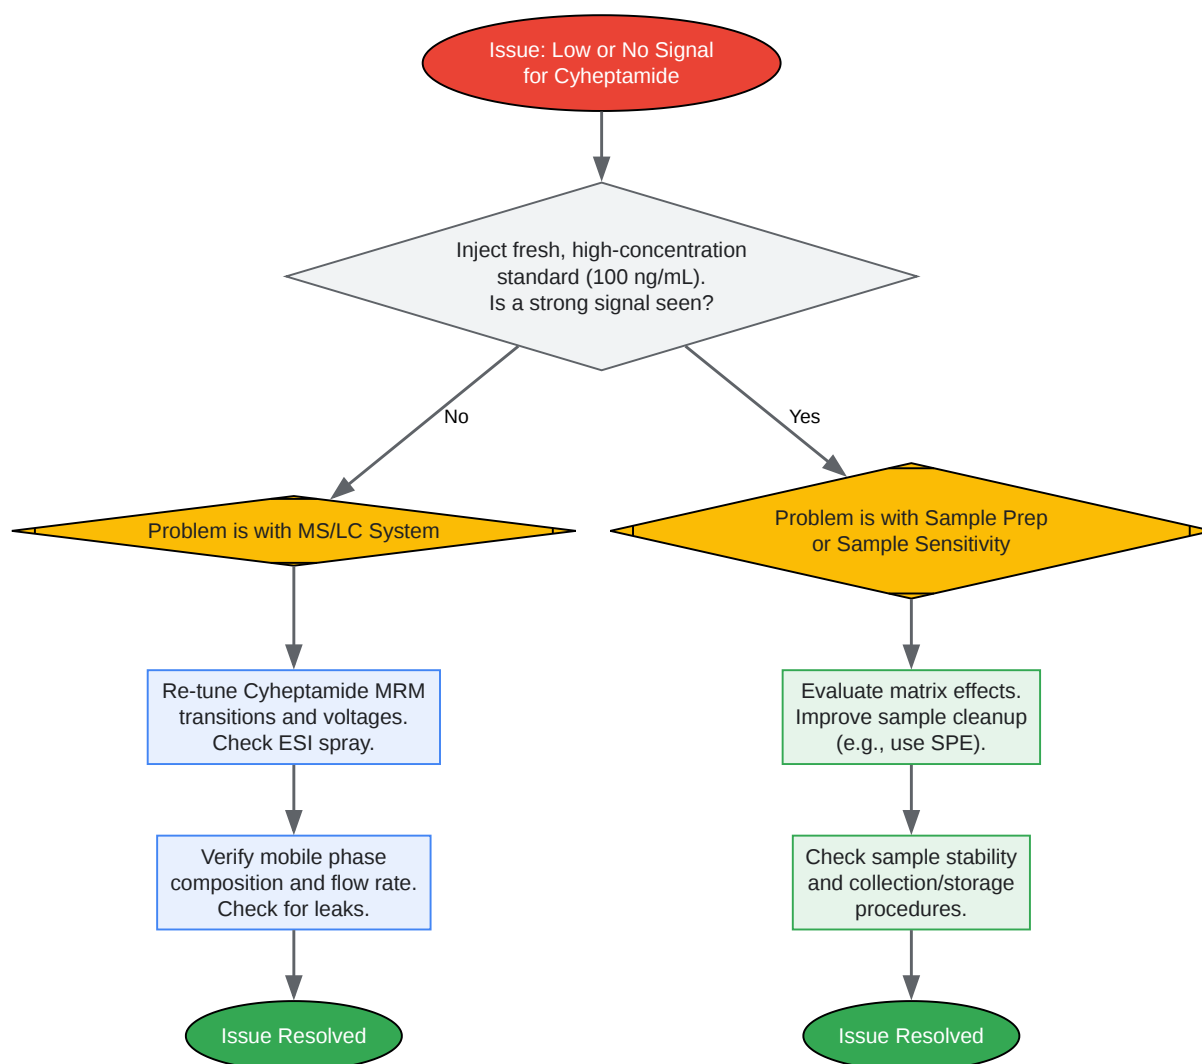 Issue: Low or No Signal
for Cyheptamide
Inject fresh, high-concentration
standard (100 ng/mL).
Is a strong signal seen?
No
Yes
Problem is with MS/LC System
Problem is with Sample Prep
or Sample Sensitivity
Re-tune Cyheptamide MRM
transitions and voltages.
Check ESI spray.
Evaluate matrix effects.
Improve sample cleanup
(e.g., use SPE).
Verify mobile phase
composition and flow rate.
Check for leaks.
Check sample stability
and collection/storage
procedures.
Issue Resolved
Issue Resolved